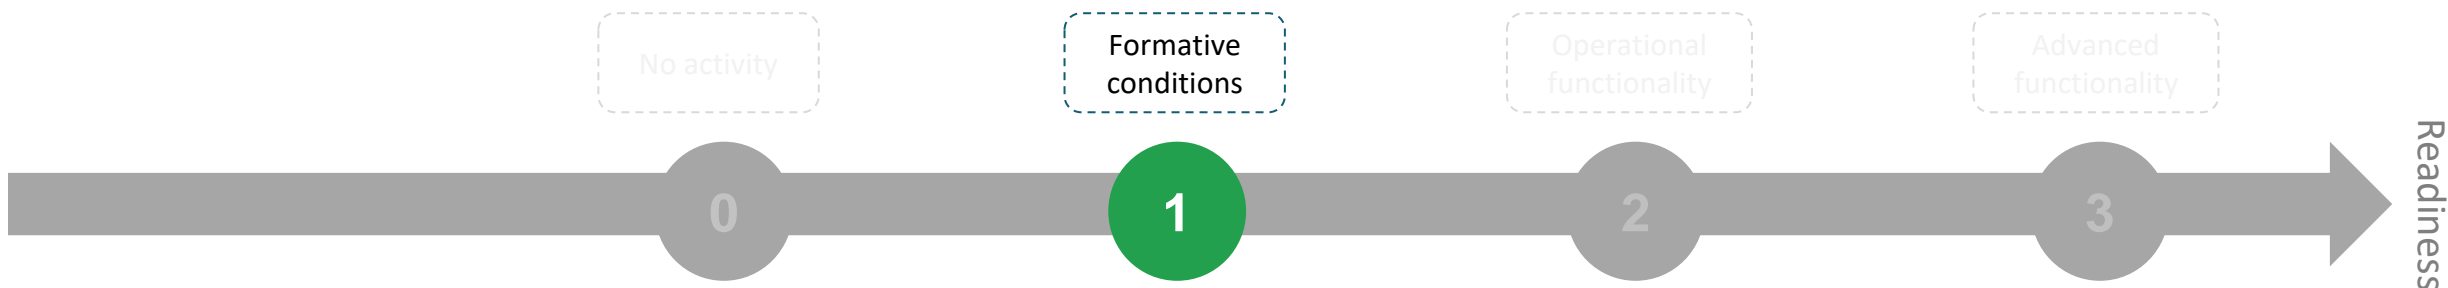 No activity
Formative
conditions
Operational
functionality
Advanced
functionality
0
1
2
3
Readiness